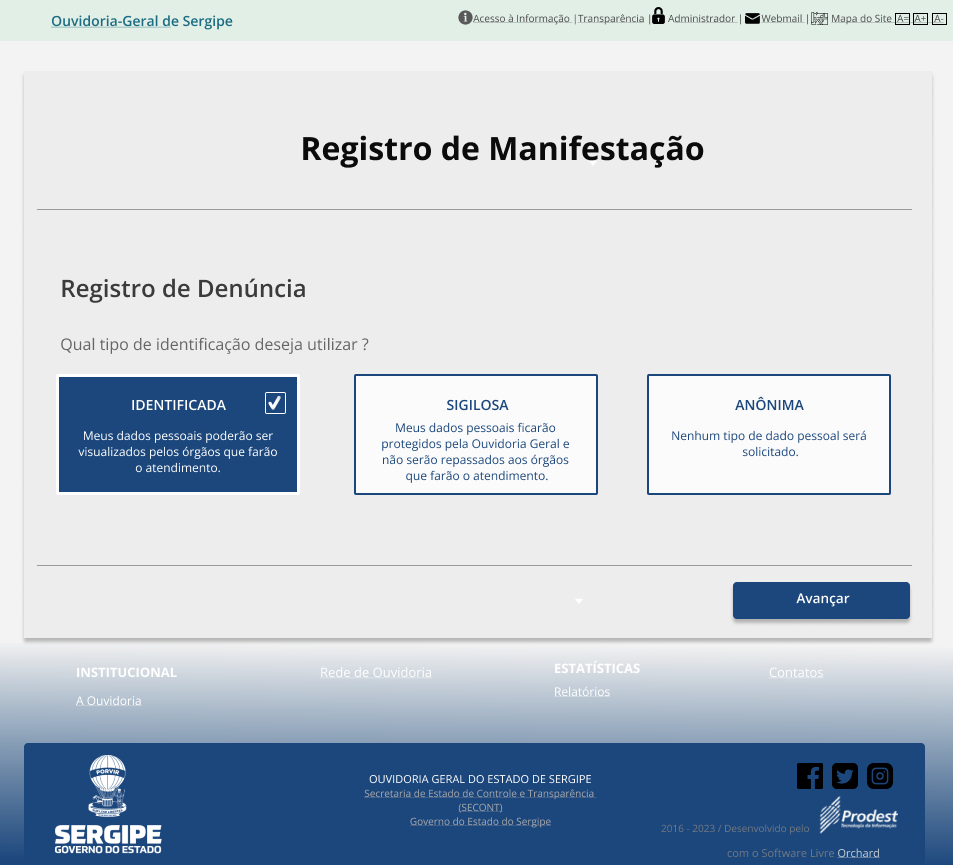 Ouvidoria-Geral de Sergipe
Acesso à Informação |Transparência | Administrador | Webmail | Mapa do Site A= A+ A-
Registro de Manifestação
Registro de Denúncia
Qual tipo de identificação deseja utilizar ?
IDENTIFICADA
Meus dados pessoais poderão ser
visualizados pelos órgãos que farão
o atendimento.
SIGILOSA
Meus dados pessoais ficarão
protegidos pela Ouvidoria Geral e
não serão repassados aos órgãos
que farão o atendimento.
ANÔNIMA
Nenhum tipo de dado pessoal será
solicitado.
Avançar
INSTITUCIONAL
A Ouvidoria
Rede de Ouvidoria
ESTATÍSTICAS
Relatórios
Contatos
PORVIR
SERGIPE
GOVERNO DO ESTADO
OUVIDORIA GERAL DO ESTADO DE SERGIPE
Secretaria de Estado de Controle e Transparência
(SECONT)
Governo do Estado do Sergipe
2016 - 2023 / Desenvolvido pelo
Prodest
Tecnologia da Informação
com o Software Livre Orchard